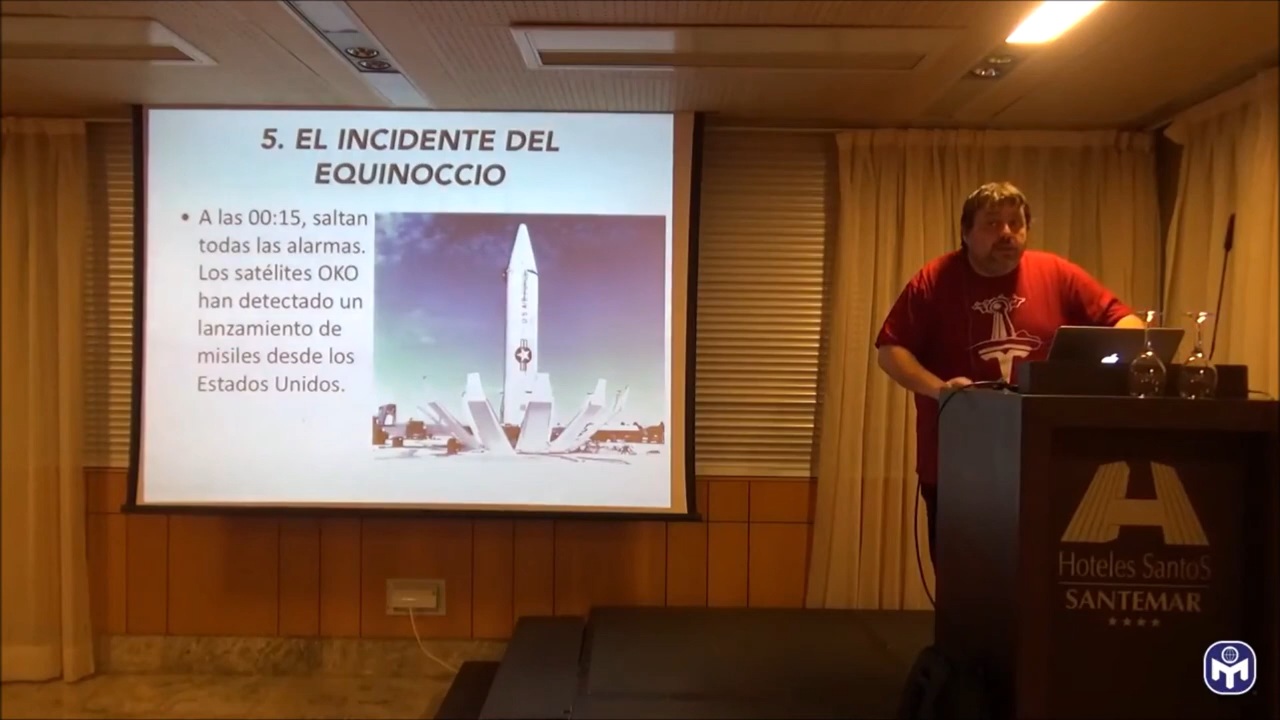 5. EL INCIDENTE DEL
EQUINOCCIO
• A las 00:15, saltan
todas las alarmas.
Los satélites OKO
han detectado un
lanzamiento de
misiles desde los
Estados Unidos.
Hoteles SantoS
SANTEMAR